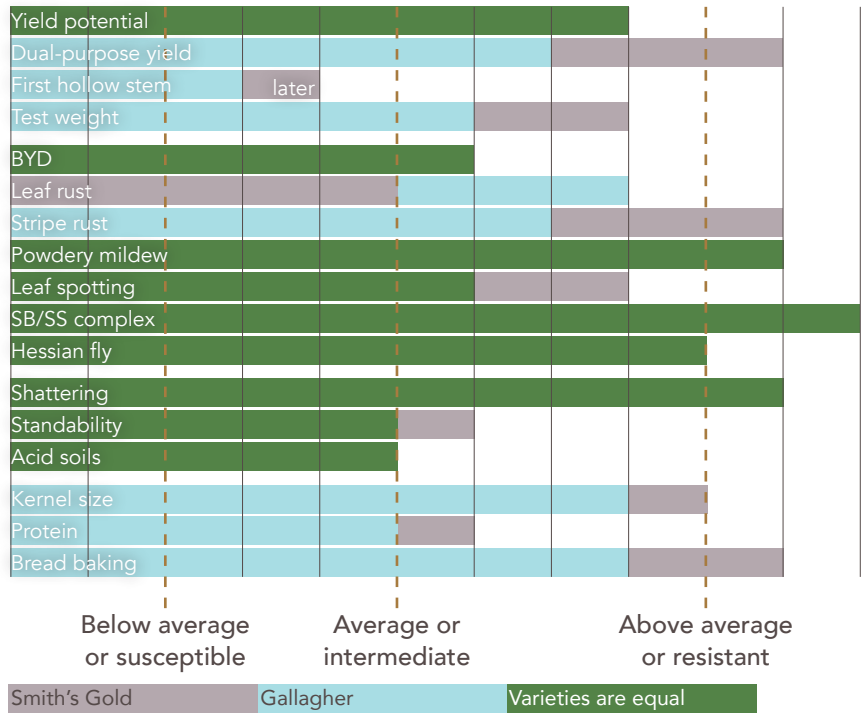 Yield potential
Dual-purpose yield
First hollow stem
later
Test weight
BYD
Leaf rust
Stripe rust
Powdery mildew
Leaf spotting
SB/SS complex
Hessian fly
Shattering
Standability
Acid soils
Kernel size
Protein
Bread baking
Below average
or susceptible
Average or
intermediate
Above average
or resistant
Smith's Gold
Gallagher
Varieties are equal